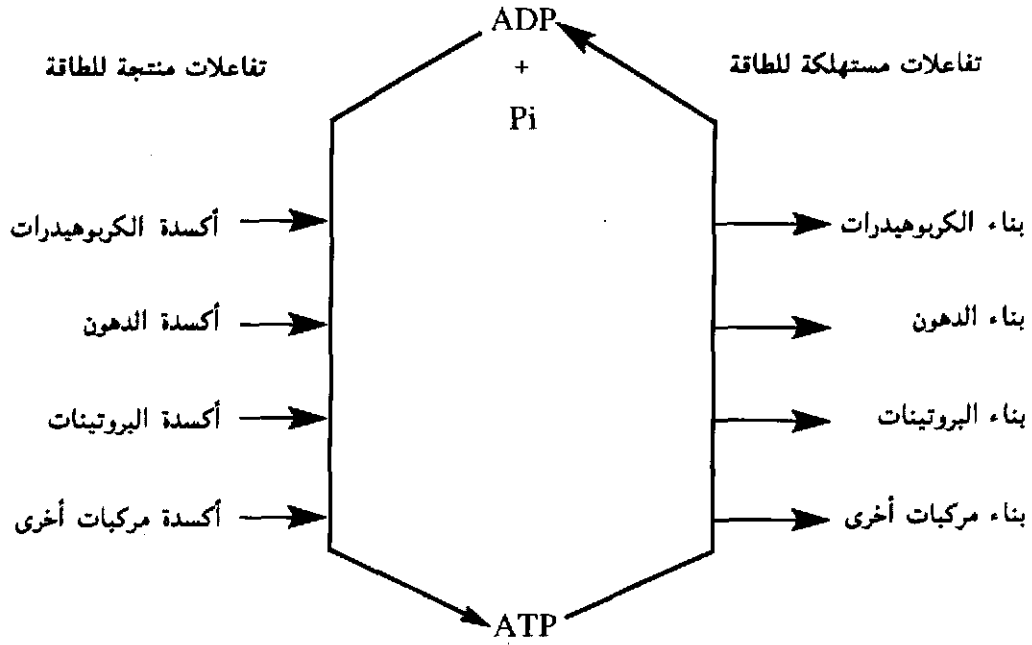 ADP
+
Pi
تفاعلات مستهلكة للطاقة
تفاعلات منتجة للطاقة
بناء الكربوهيدرات
أكسدة الكربوهيدرات
بناء الدهون
أكسدة الدهون
بناء البروتينات
أكسدة البروتينات
بناء مركبات أخرى
أكسدة مركبات أخرى
ATP